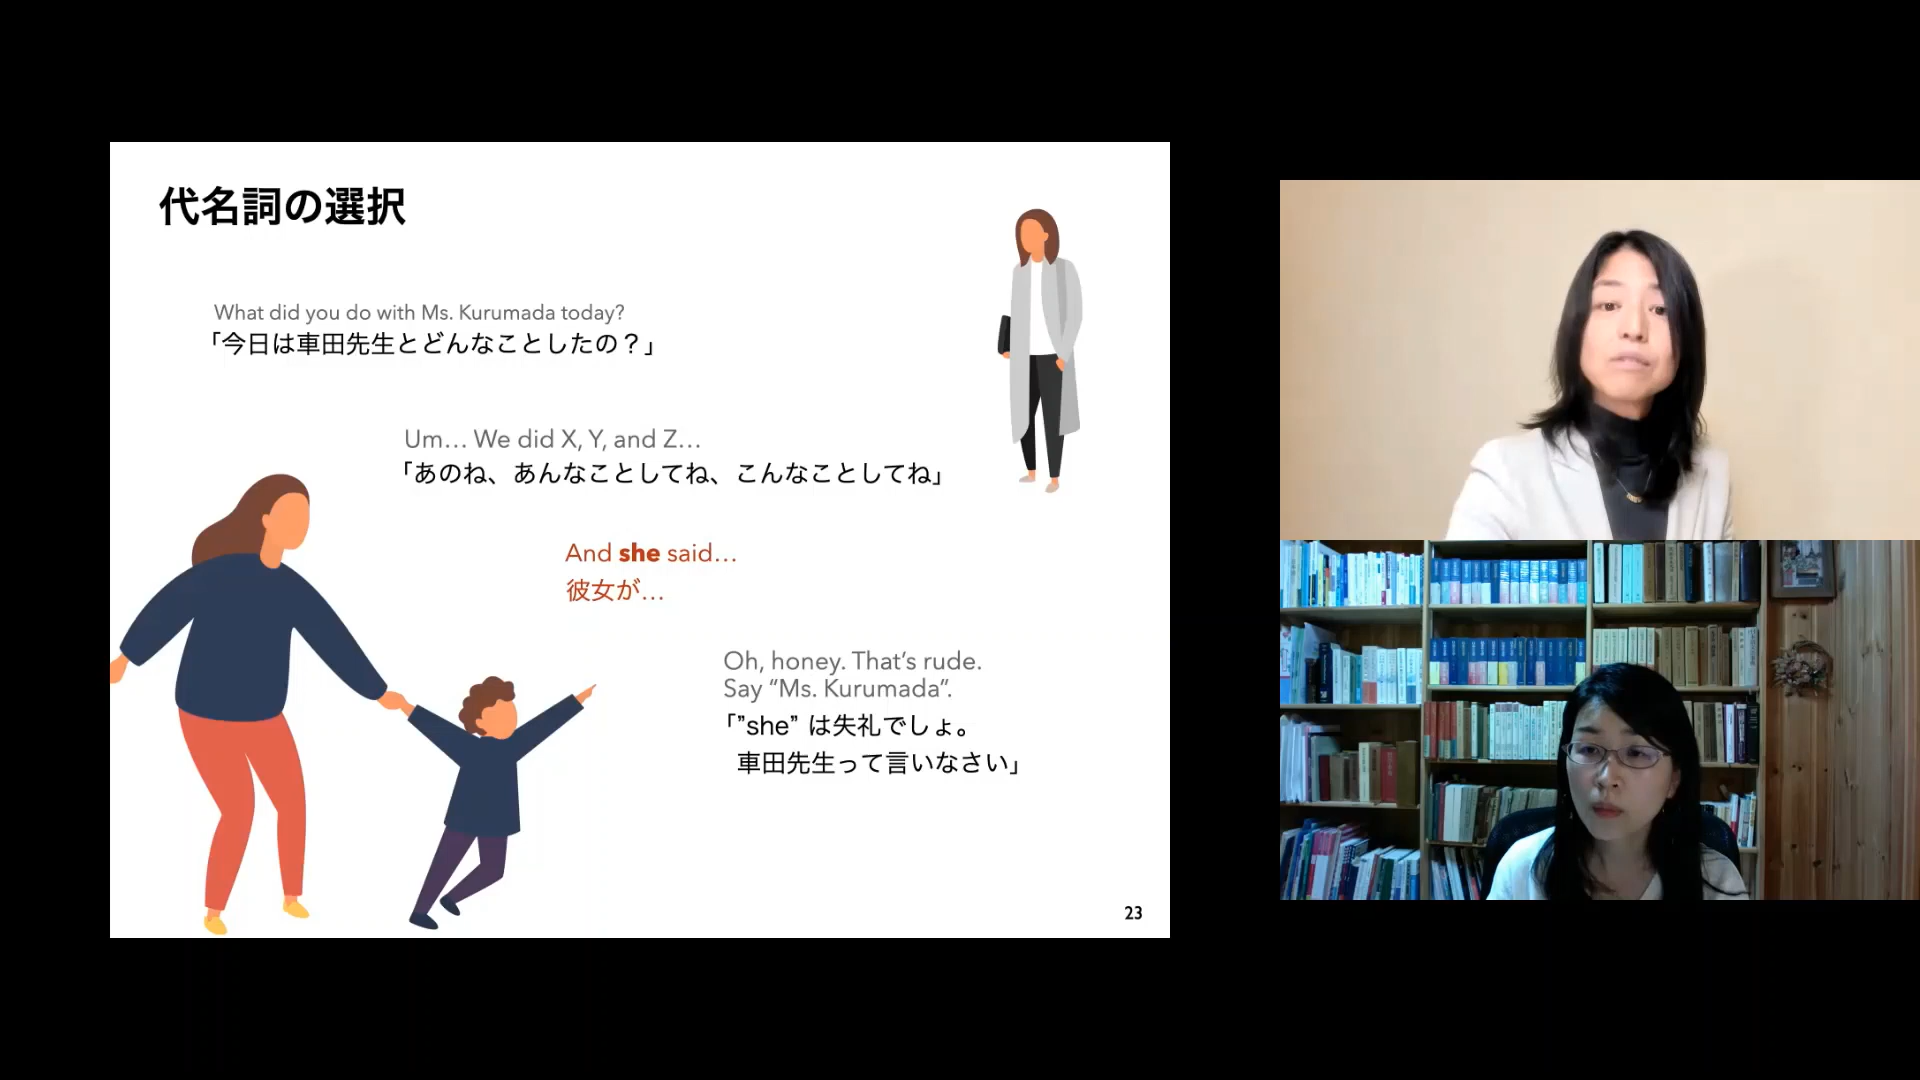 代名詞の選択
What did you do with Ms. Kurumada today?
「今日は車田先生とどんなことしたの？」
Um… We did X, Y, and Z…
「あのね、あんなことしてね、こんなことしてね」
And she said…
彼女が…
Oh, honey. That’s rude.
Say “Ms. Kurumada”.
「”she” は失礼でしょ。
車田先生って言いなさい」
23